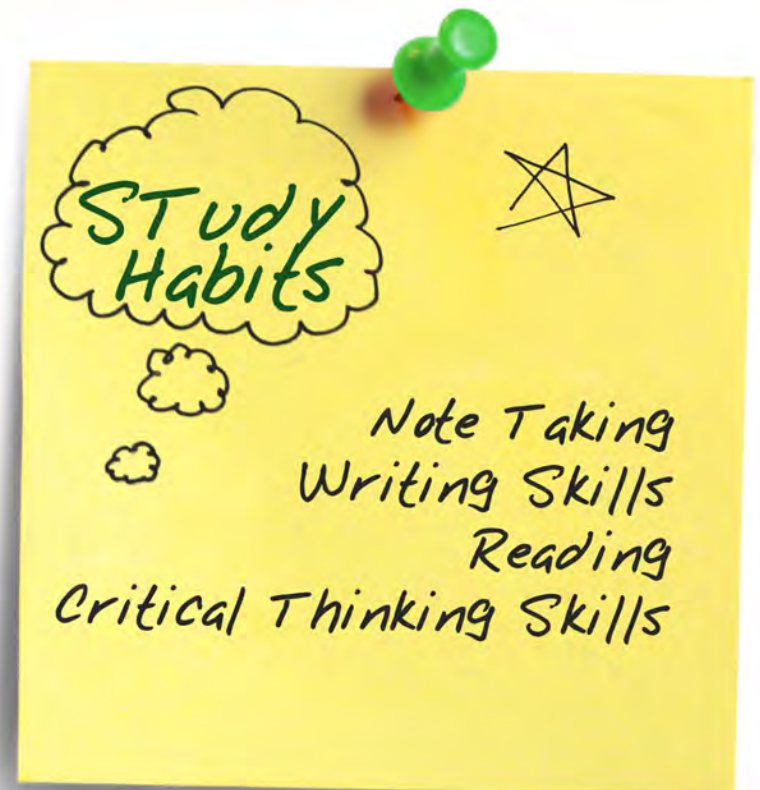 STudy
Habits
Note Taking
Writing Skills
Reading
Critical Thinking Skills